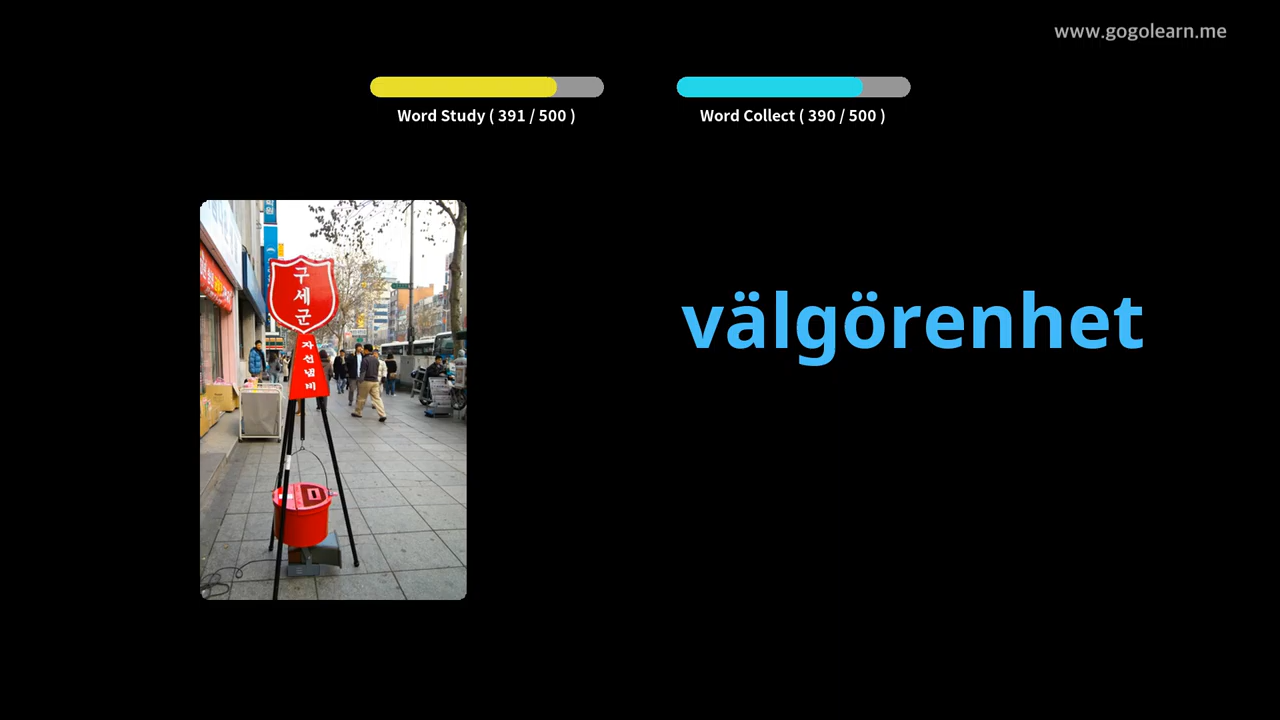 www.gogolearn.me
Word Study ( 391 / 500 )
Word Collect ( 390 / 500 )
구
세
군
자
선
냄
비
välgörenhet